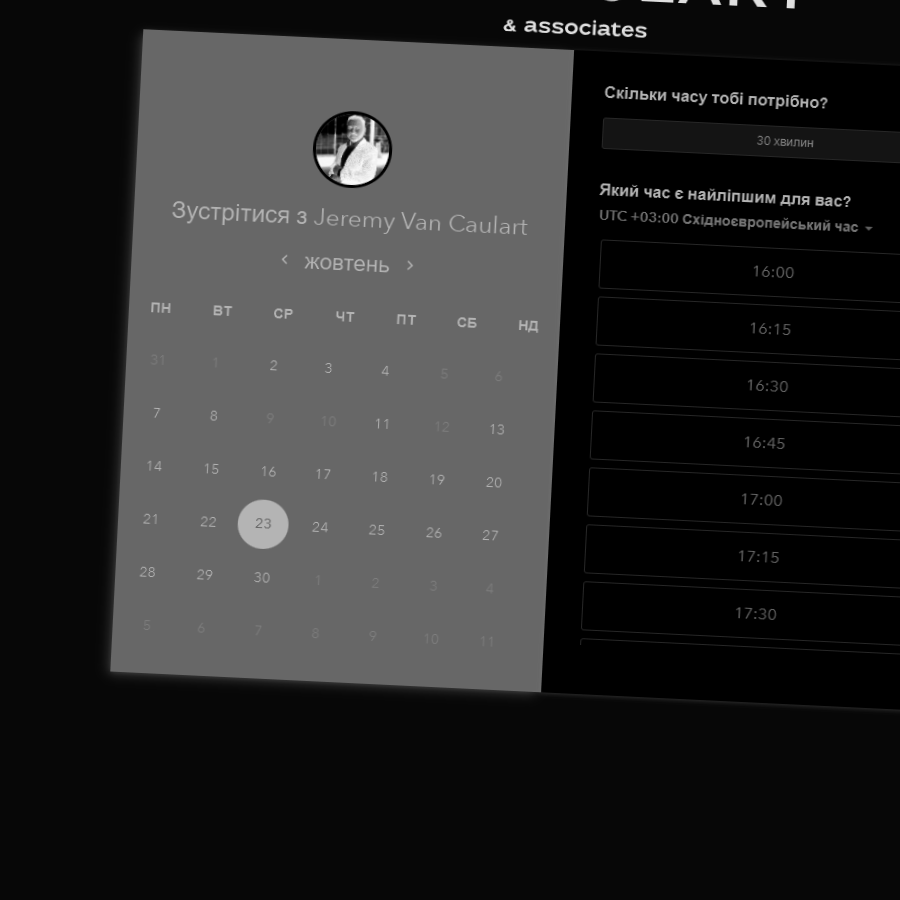 & associates
Зустрітися з Jeremy Van Caulart
жовтень
ПН ВТ СР ЧТ ПТ СБ НД
31 1 2 3 4 5 6
7 8 9 10 11 12 13
14 15 16 17 18 19 20
21 22 23 24 25 26 27
28 29 30 1 2 3 4
5 6 7 8 9 10 11
Скільки часу тобі потрібно?
30 хвилин
Який час є найліпшим для вас?
UTC +03:00 Східноєвропейський час
16:00
16:15
16:30
16:45
17:00
17:15
17:30